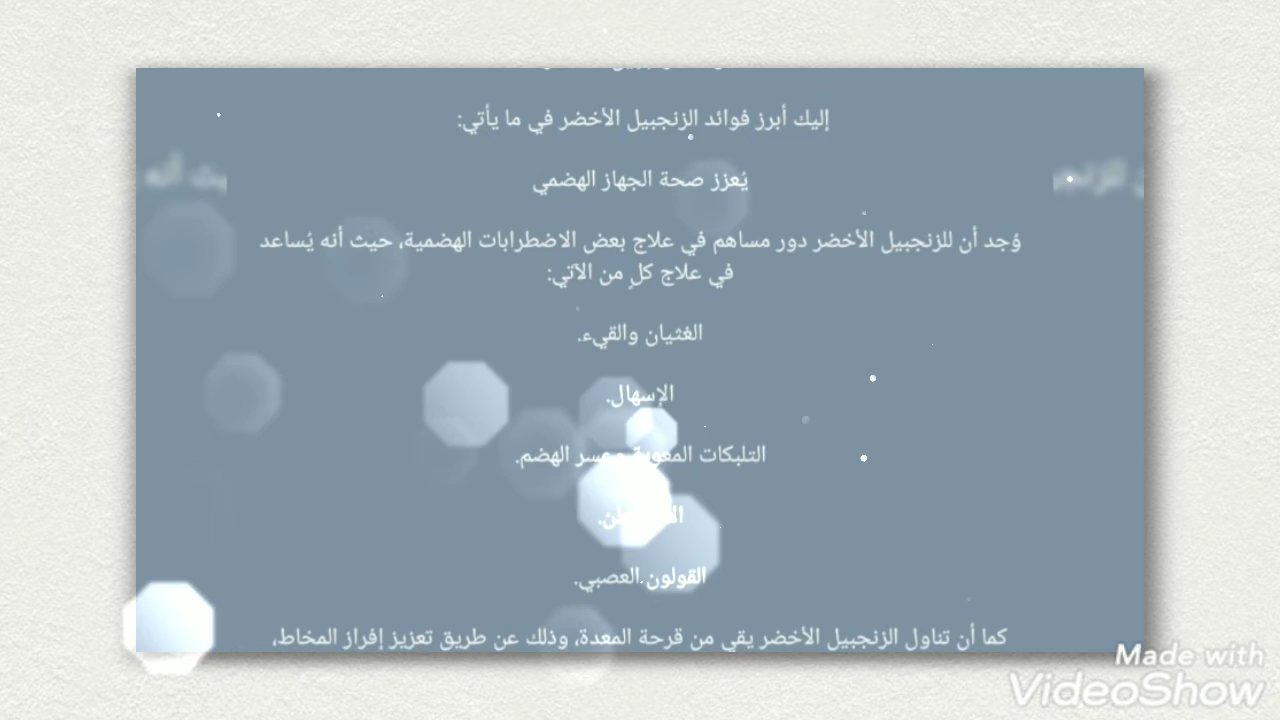 إليك أبرز فوائد الزنجبيل الأخضر في ما يأتي:
يُعزز صحة الجهاز الهضمي
وُجد أن للزنجبيل الأخضر دور مساهم في علاج بعض الاضطرابات الهضمية، حيث أنه يُساعد
في علاج كلٍ من الآتي:
الغثيان والقيء.
الإسهال.
التلبكات المعوية وعسر الهضم.
القولون العصبي.
كما أن تناول الزنجبيل الأخضر يقي من قرحة المعدة، وذلك عن طريق تعزيز إفراز المخاط،
Made with
VideoShow